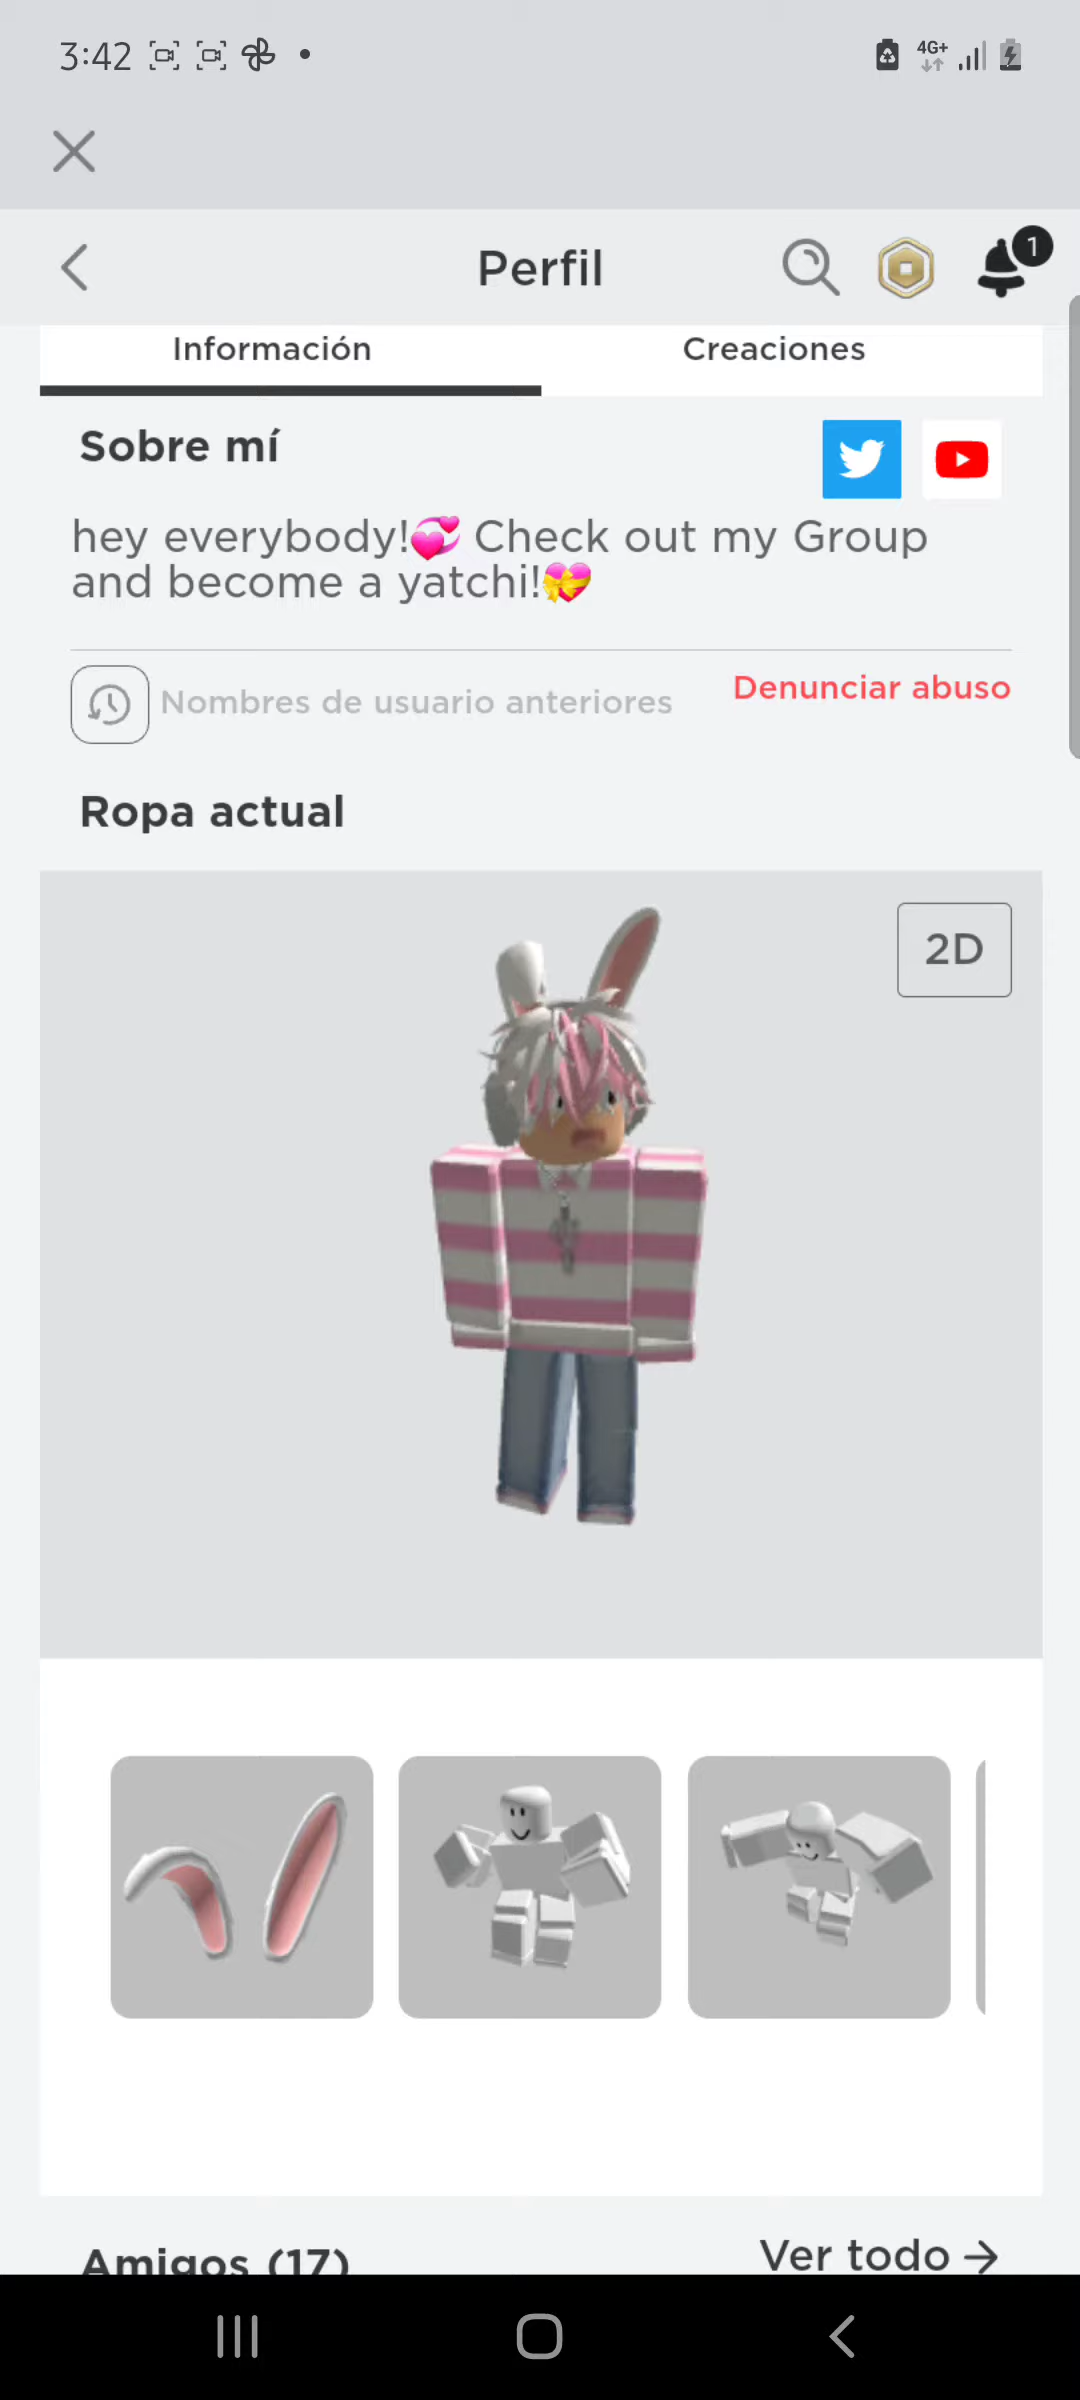 3:42
4G+
Perfil
1
Información
Creaciones
Sobre mí
hey everybody!💞 Check out my Group
and become a yatchi!💝
Nombres de usuario anteriores
Denunciar abuso
Ropa actual
2D
Amigos (17)
Ver todo →